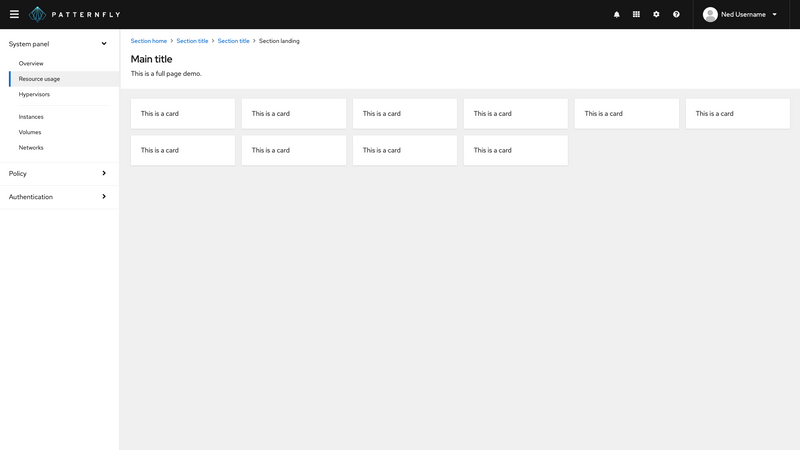 PATTERNFLY
Ned Username
System panel
Overview
Resource usage
Hypervisors
Instances
Volumes
Networks
Policy
Authentication
Section home > Section title > Section title > Section landing
Main title
This is a full page demo.
This is a card This is a card This is a card This is a card This is a card This is a card
This is a card This is a card This is a card This is a card